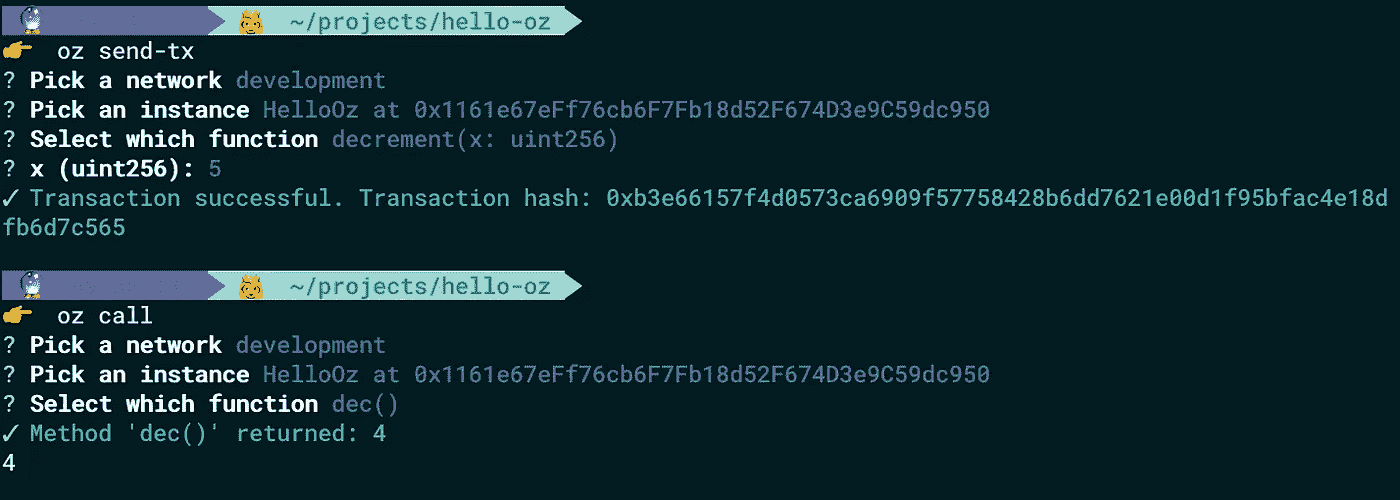 ~/projects/hello-oz
oz send-tx
? Pick a network development
? Pick an instance HelloOz at 0x1161e67eFf76cb6F7Fb18d52F674D3e9C59dc950
? Select which function decrement(x: uint256)
? x (uint256): 5
✓ Transaction successful. Transaction hash: 0xb3e66157f4d0573ca6909f57758428b6dd7621e00d1f95bfac4e18d
fb6d7c565
~/projects/hello-oz
oz call
? Pick a network development
? Pick an instance HelloOz at 0x1161e67eFf76cb6F7Fb18d52F674D3e9C59dc950
? Select which function dec()
✓ Method 'dec()' returned: 4
4